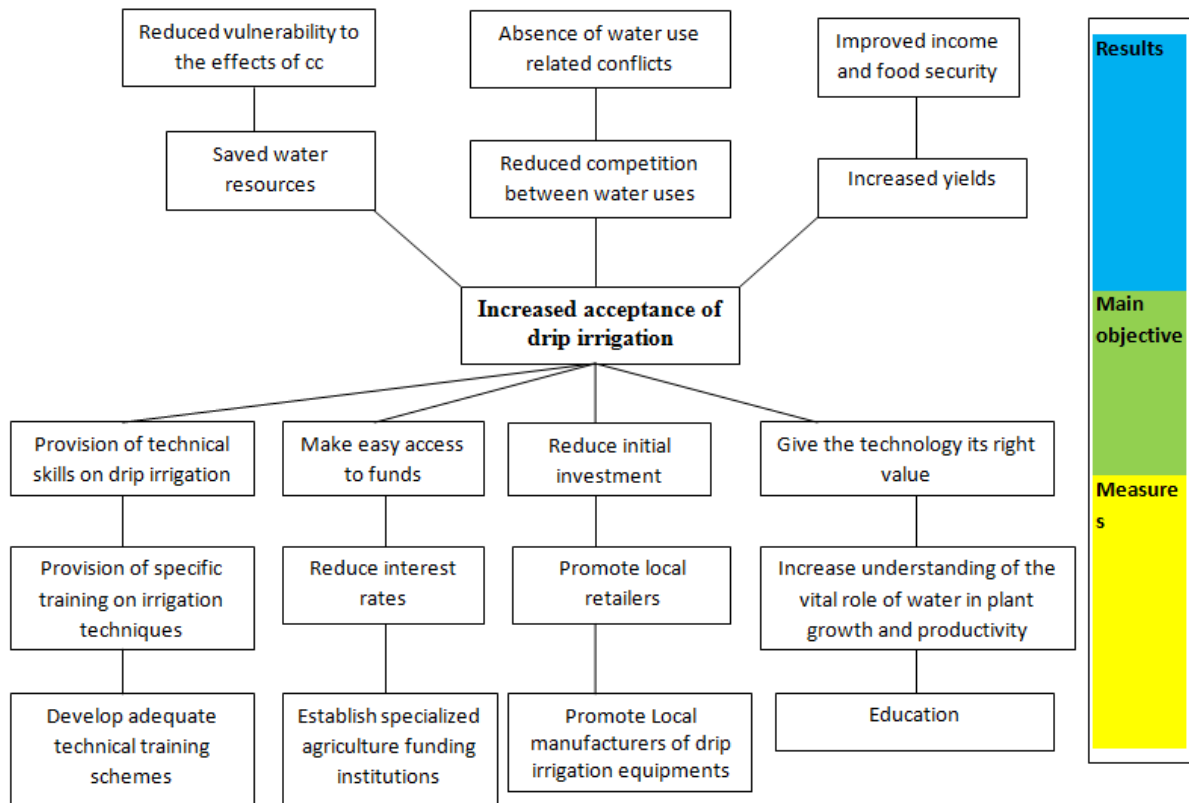 Reduced vulnerability to
the effects of cc
Absence of water use
related conflicts
Improved income
and food security
Results
Saved water
resources
Reduced competition
between water uses
Increased yields
Increased acceptance of
drip irrigation
Main
objective
Provision of technical
skills on drip irrigation
Make easy access
to funds
Reduce initial
investment
Give the technology its right
value
Measure
s
Provision of specific
training on irrigation
techniques
Reduce interest
rates
Promote local
retailers
Increase understanding of the
vital role of water in plant
growth and productivity
Develop adequate
technical training
schemes
Establish specialized
agriculture funding
institutions
Promote Local
manufacturers of drip
irrigation equipments
Education